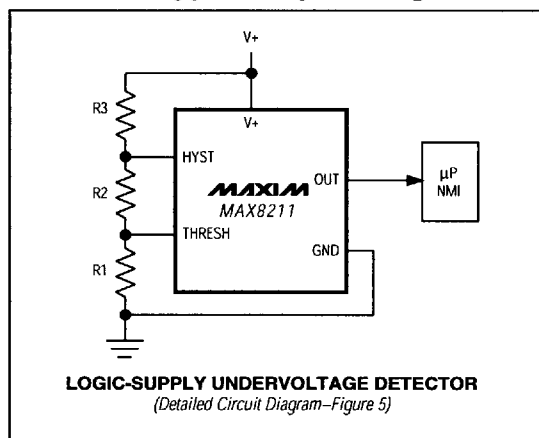 V+
R3
V+
HYST
R2
MAXIM
MAX8211
OUT
µP
NMI
THRESH
GND
R1
LOGIC-SUPPLY UNDERVOLTAGE DETECTOR
(Detailed Circuit Diagram–Figure 5)